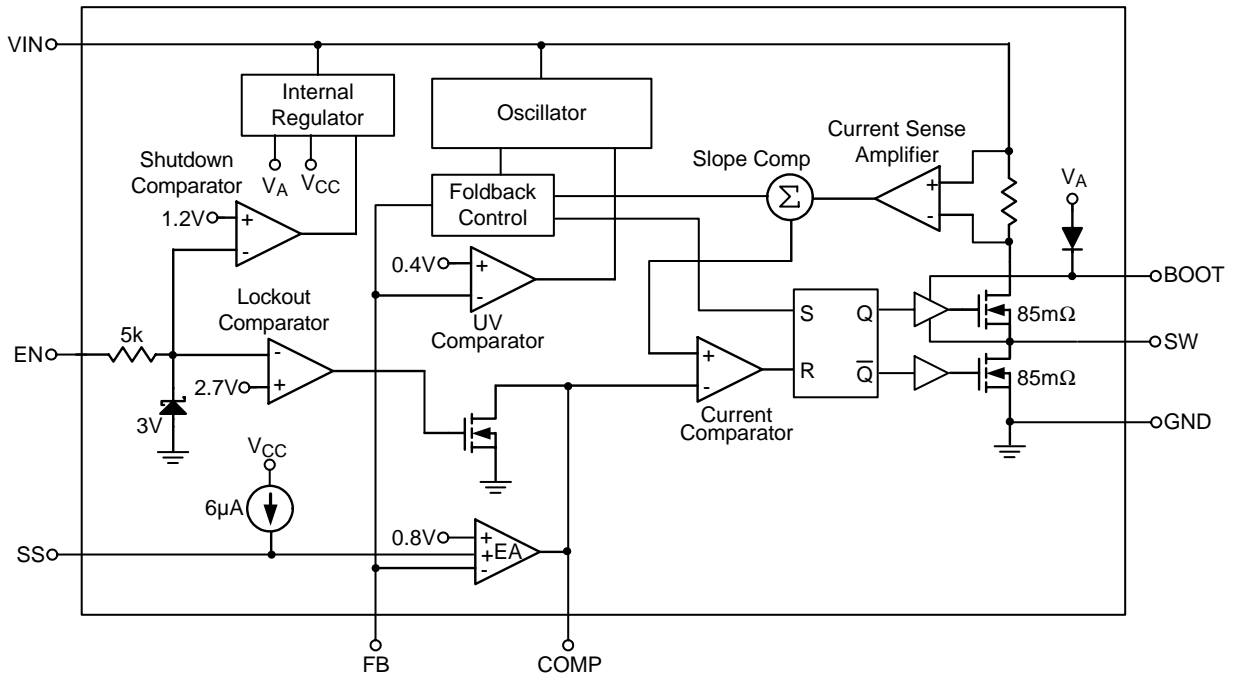 VIN
Internal
Regulator
Oscillator
Current Sense
Amplifier
Shutdown
Comparator
VA
VCC
Slope Comp
Foldback
Control
Σ
+
-
VA
1.2V
+
-
0.4V
+
-
UV
Comparator
BOOT
Lockout
Comparator
S
Q
85mΩ
EN
5k
-
2.7V
+
3V
+
-
R
Q̅
SW
85mΩ
Current
Comparator
GND
VCC
6µA
0.8V
+
+
-
EA
SS
FB
COMP